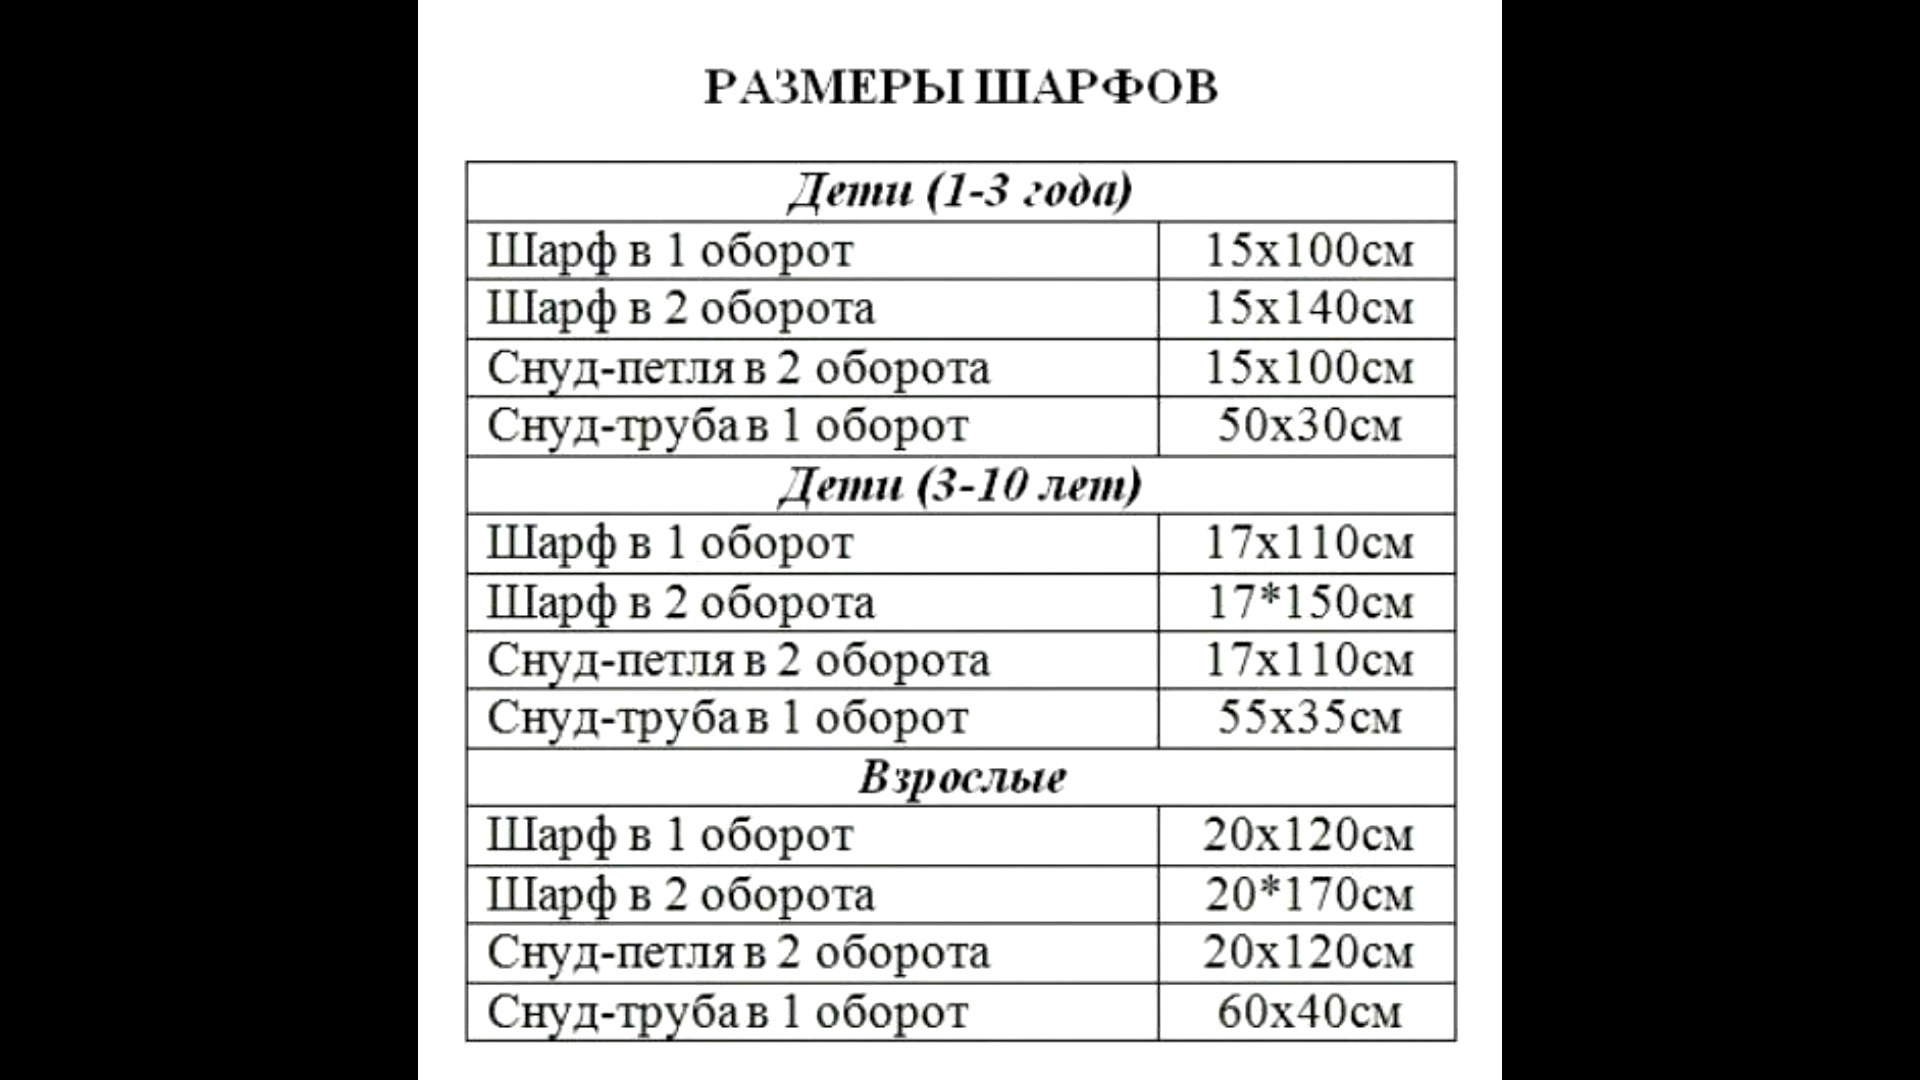 РАЗМЕРЫ ШАРФОВ
Дети (1-3 года)
Шарф в 1 оборот 15х100см
Шарф в 2 оборота 15х140см
Снуд-петля в 2 оборота 15х100см
Снуд-труба в 1 оборот 50х30см
Дети (3-10 лет)
Шарф в 1 оборот 17х110см
Шарф в 2 оборота 17*150см
Снуд-петля в 2 оборота 17х110см
Снуд-труба в 1 оборот 55х35см
Взрослые
Шарф в 1 оборот 20х120см
Шарф в 2 оборота 20*170см
Снуд-петля в 2 оборота 20х120см
Снуд-труба в 1 оборот 60х40см